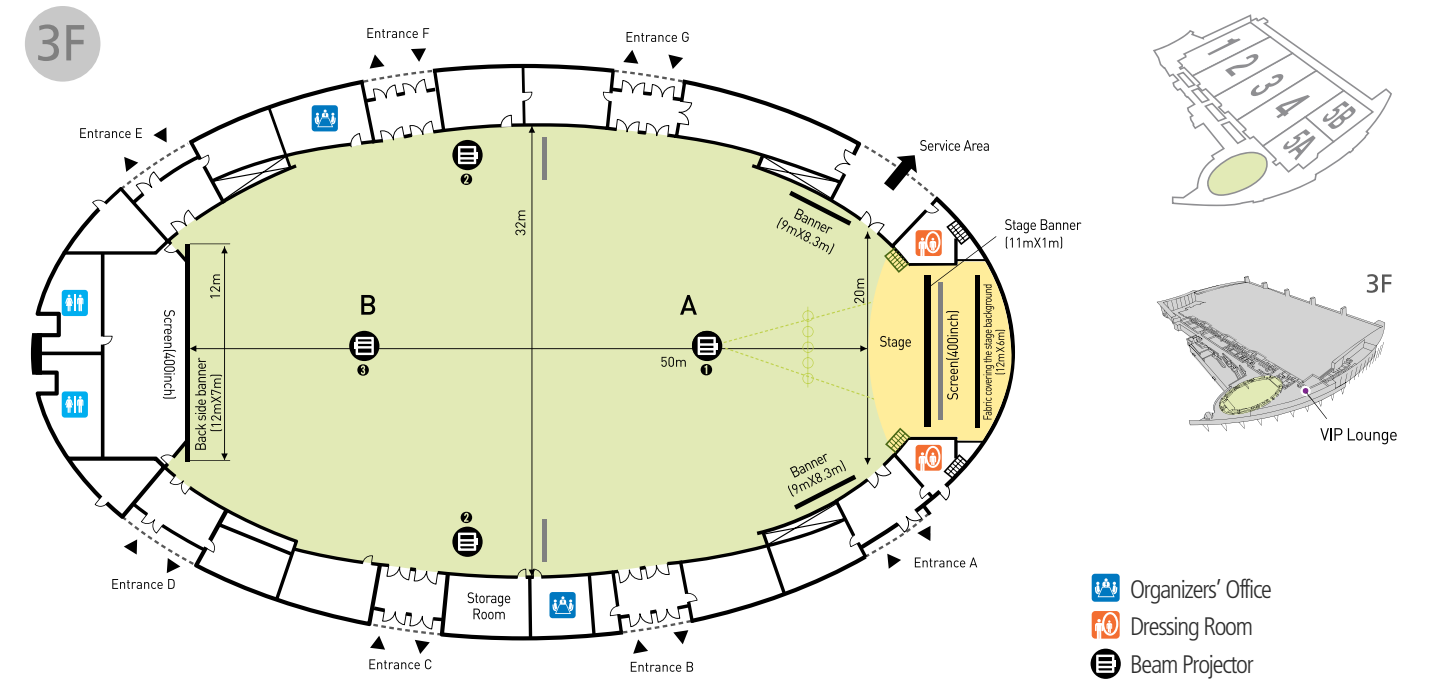 3F
Entrance F
Entrance G
Entrance E
Service Area
❷
32m
Banner
(9mX8.3m)
Stage Banner
(11mX1m)
12m
20m
B
A
Screen(400inch)
Back side banner
(12mX7m)
❸
50m
❶
Stage
Screen(400inch)
Fabric covering the stage background
(12mX6m)
Banner
(9mX8.3m)
❷
Entrance D
Entrance A
Storage
Room
Entrance C
Entrance B
1
2
3
4
5B
5A
3F
VIP Lounge
Organizers’ Office
Dressing Room
Beam Projector